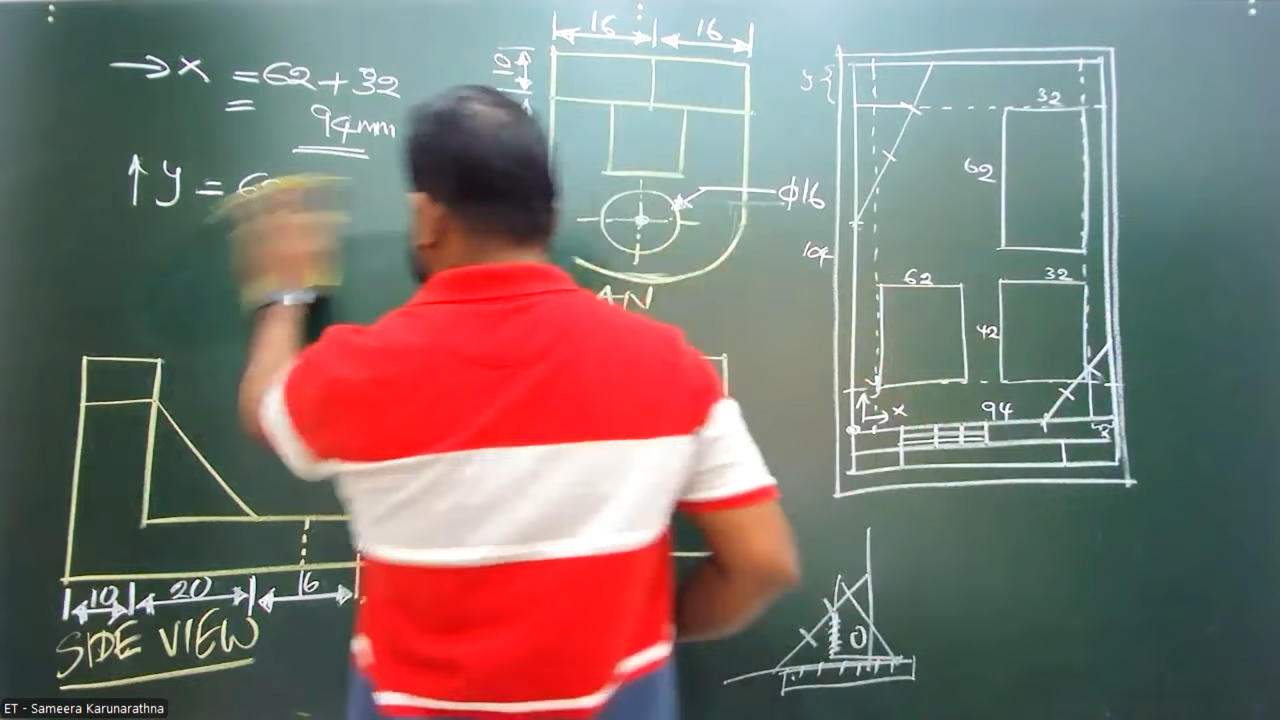 → x = 62 + 32
= 94mm
↑ y = 62
16 16
10
φ16
AN
10 20 16
SIDE VIEW
y
32
62
104
62 32
42
x 94
O
ET - Sameera Karunarathna